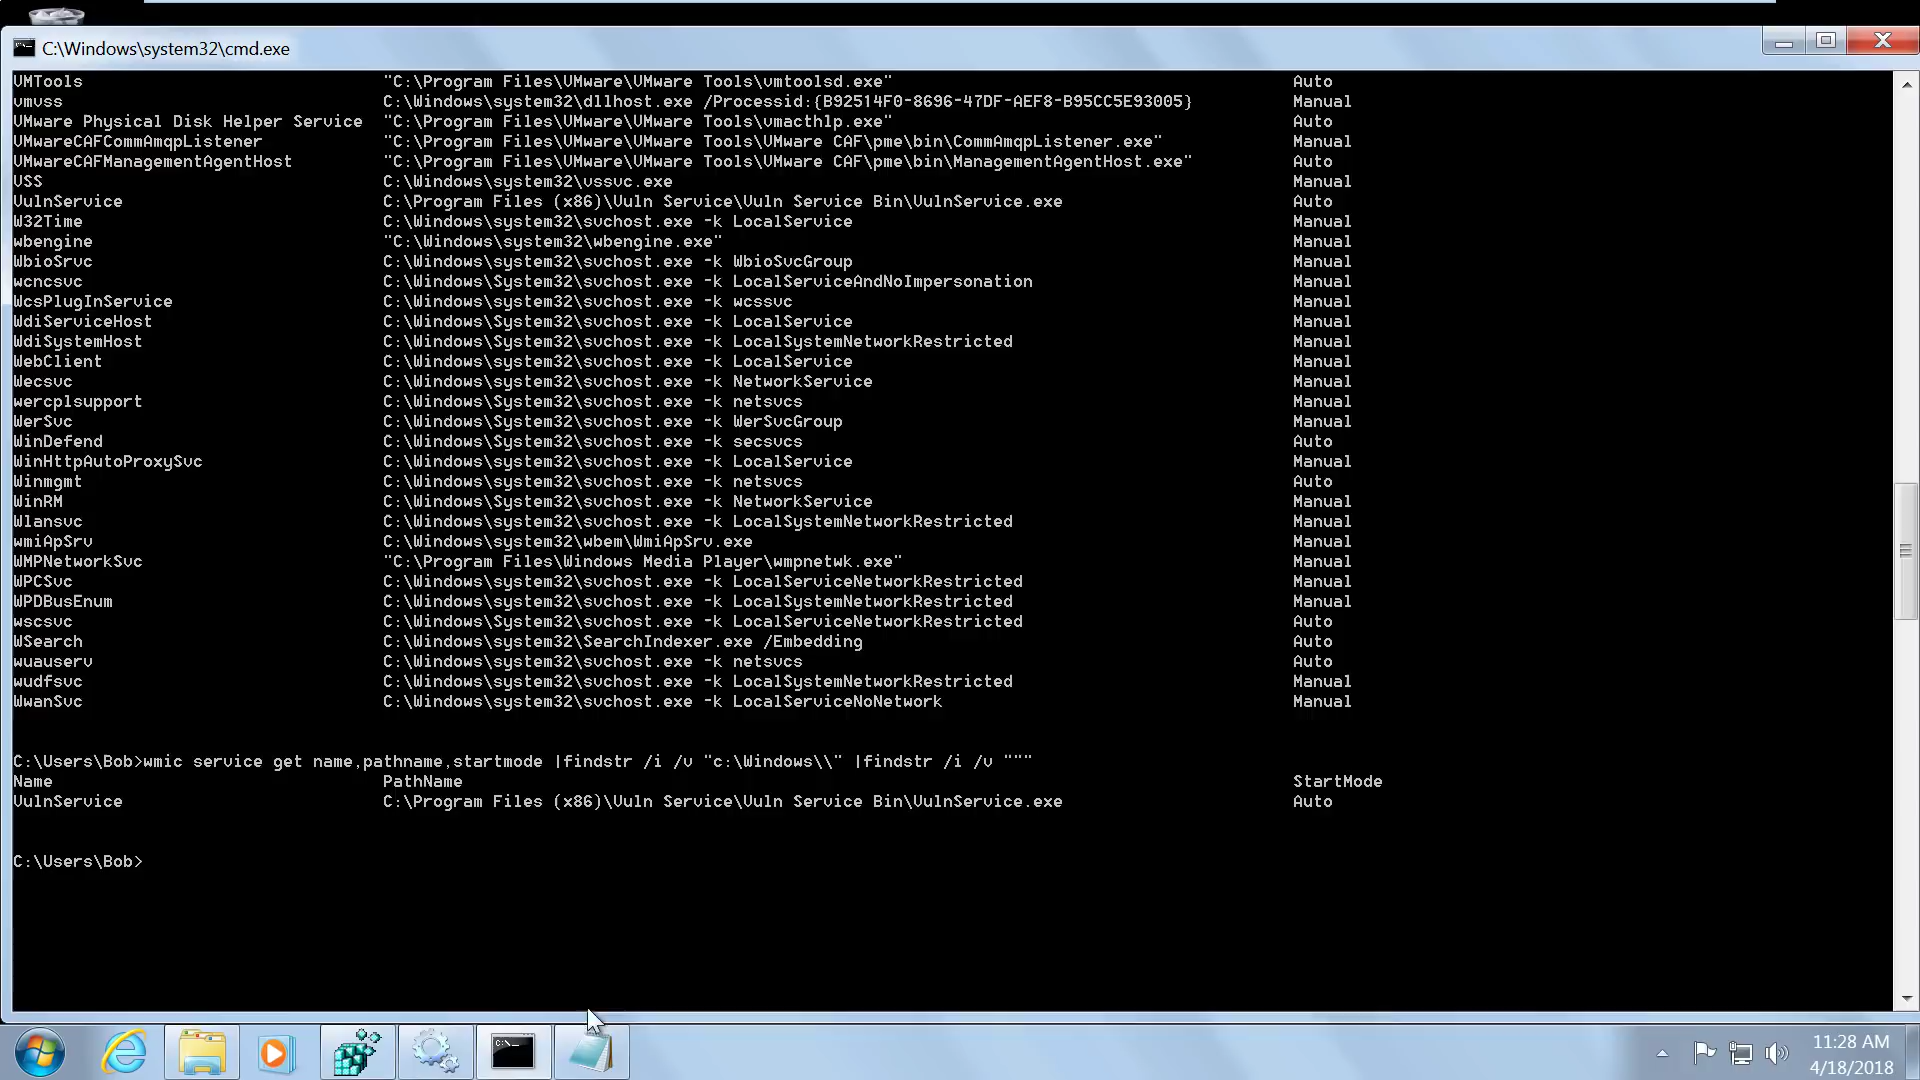 C:\Windows\system32\cmd.exe
VMTools "C:\Program Files\VMware\VMware Tools\vmtoolsd.exe" Auto
vmvss C:\Windows\system32\dllhost.exe /Processid:{B92514F0-8696-47DF-AEF8-B95CC5E93005} Manual
VMware Physical Disk Helper Service "C:\Program Files\VMware\VMware Tools\vmacthlp.exe" Auto
VMwareCAFCommAmqpListener "C:\Program Files\VMware\VMware Tools\VMware CAF\pme\bin\CommAmqpListener.exe" Manual
VMwareCAFManagementAgentHost "C:\Program Files\VMware\VMware Tools\VMware CAF\pme\bin\ManagementAgentHost.exe" Auto
VSS C:\Windows\system32\vssvc.exe Manual
VulnService C:\Program Files (x86)\Vuln Service\Vuln Service Bin\VulnService.exe Auto
W32Time C:\Windows\system32\svchost.exe -k LocalService Manual
wbengine "C:\Windows\system32\wbengine.exe" Manual
WbioSrvc C:\Windows\system32\svchost.exe -k WbioSvcGroup Manual
wcncsvc C:\Windows\System32\svchost.exe -k LocalServiceAndNoImpersonation Manual
WcsPlugInService C:\Windows\system32\svchost.exe -k wcssvc Manual
WdiServiceHost C:\Windows\System32\svchost.exe -k LocalService Manual
WdiSystemHost C:\Windows\System32\svchost.exe -k LocalSystemNetworkRestricted Manual
WebClient C:\Windows\system32\svchost.exe -k LocalService Manual
Wecsvc C:\Windows\system32\svchost.exe -k NetworkService Manual
wercplsupport C:\Windows\System32\svchost.exe -k netsvcs Manual
WerSvc C:\Windows\System32\svchost.exe -k WerSvcGroup Manual
WinDefend C:\Windows\System32\svchost.exe -k secsvcs Auto
WinHttpAutoProxySvc C:\Windows\system32\svchost.exe -k LocalService Manual
Winmgmt C:\Windows\system32\svchost.exe -k netsvcs Auto
WinRM C:\Windows\System32\svchost.exe -k NetworkService Manual
Wlansvc C:\Windows\system32\svchost.exe -k LocalSystemNetworkRestricted Manual
wmiApSrv C:\Windows\system32\wbem\WmiApSrv.exe Manual
WMPNetworkSvc "C:\Program Files\Windows Media Player\wmpnetwk.exe" Manual
WPCSvc C:\Windows\system32\svchost.exe -k LocalServiceNetworkRestricted Manual
WPDBusEnum C:\Windows\system32\svchost.exe -k LocalSystemNetworkRestricted Manual
wscsvc C:\Windows\System32\svchost.exe -k LocalServiceNetworkRestricted Auto
WSearch C:\Windows\system32\SearchIndexer.exe /Embedding Auto
wuauserv C:\Windows\system32\svchost.exe -k netsvcs Auto
wudfsvc C:\Windows\system32\svchost.exe -k LocalSystemNetworkRestricted Manual
WwanSvc C:\Windows\system32\svchost.exe -k LocalServiceNoNetwork Manual
C:\Users\Bob>wmic service get name,pathname,startmode |findstr /i /v "c:\Windows\\" |findstr /i /v """
Name PathName StartMode
VulnService C:\Program Files (x86)\Vuln Service\Vuln Service Bin\VulnService.exe Auto
C:\Users\Bob>
C:\.
11:28 AM
4/18/2018